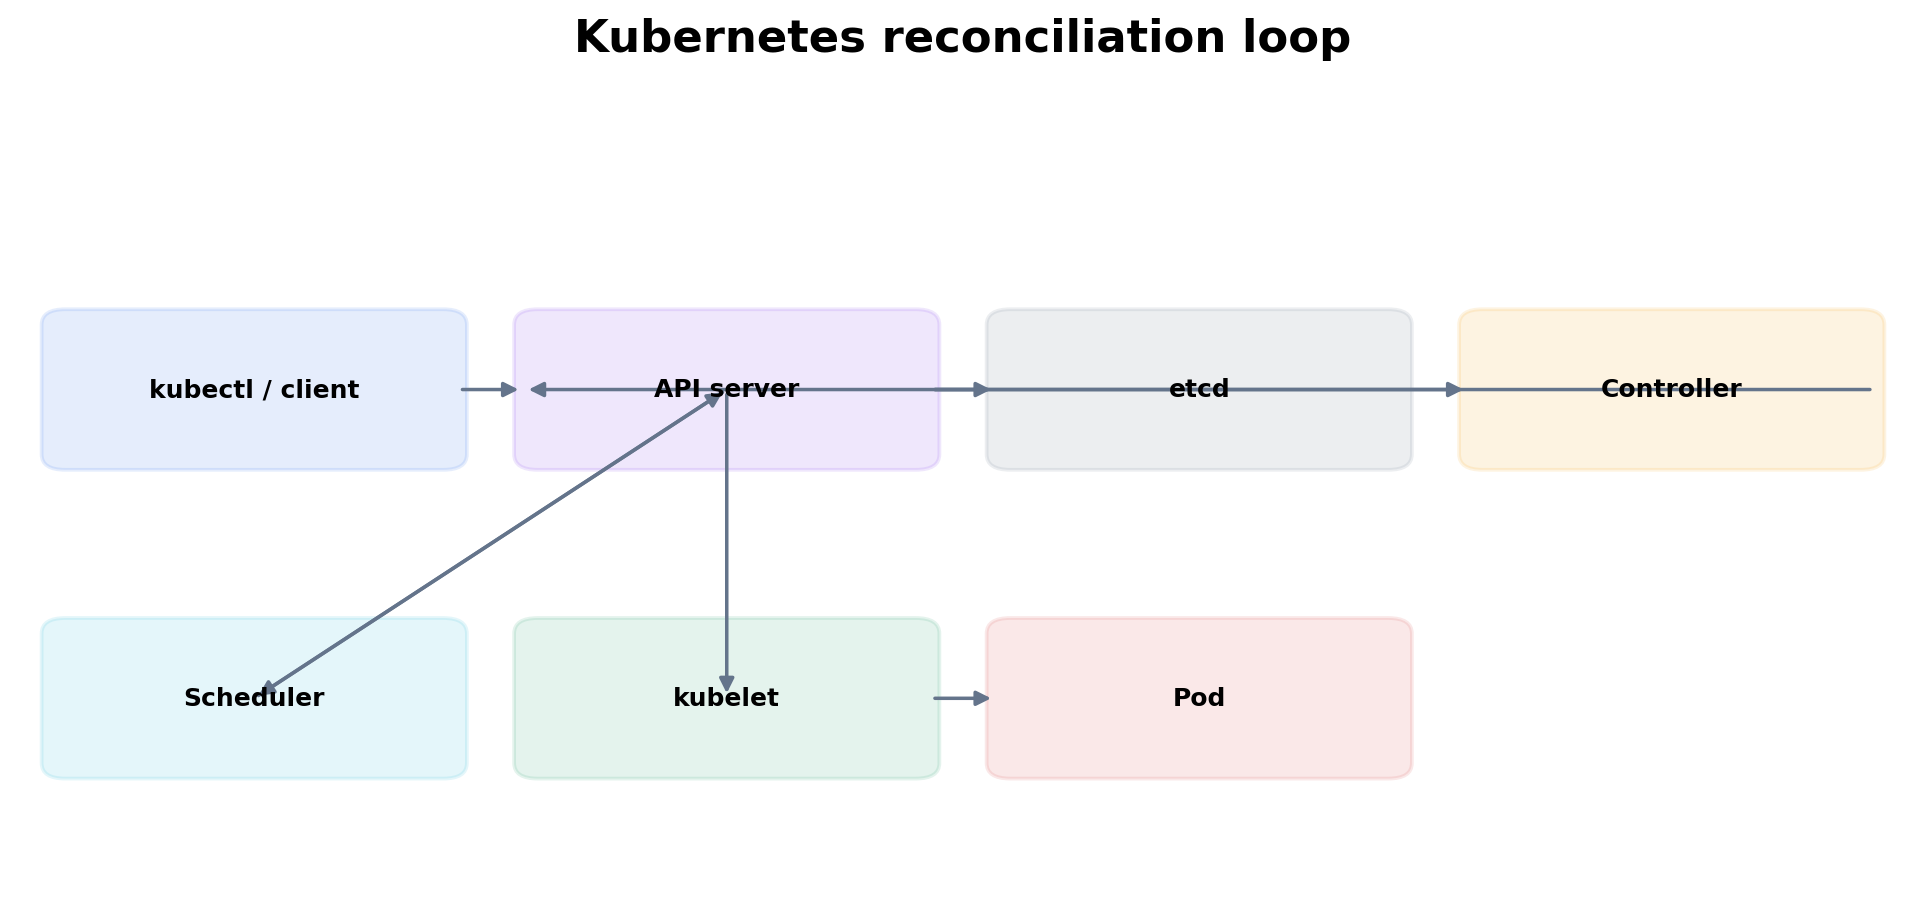 Kubernetes reconciliation loop
kubectl / client
API server
etcd
Controller
Scheduler
kubelet
Pod